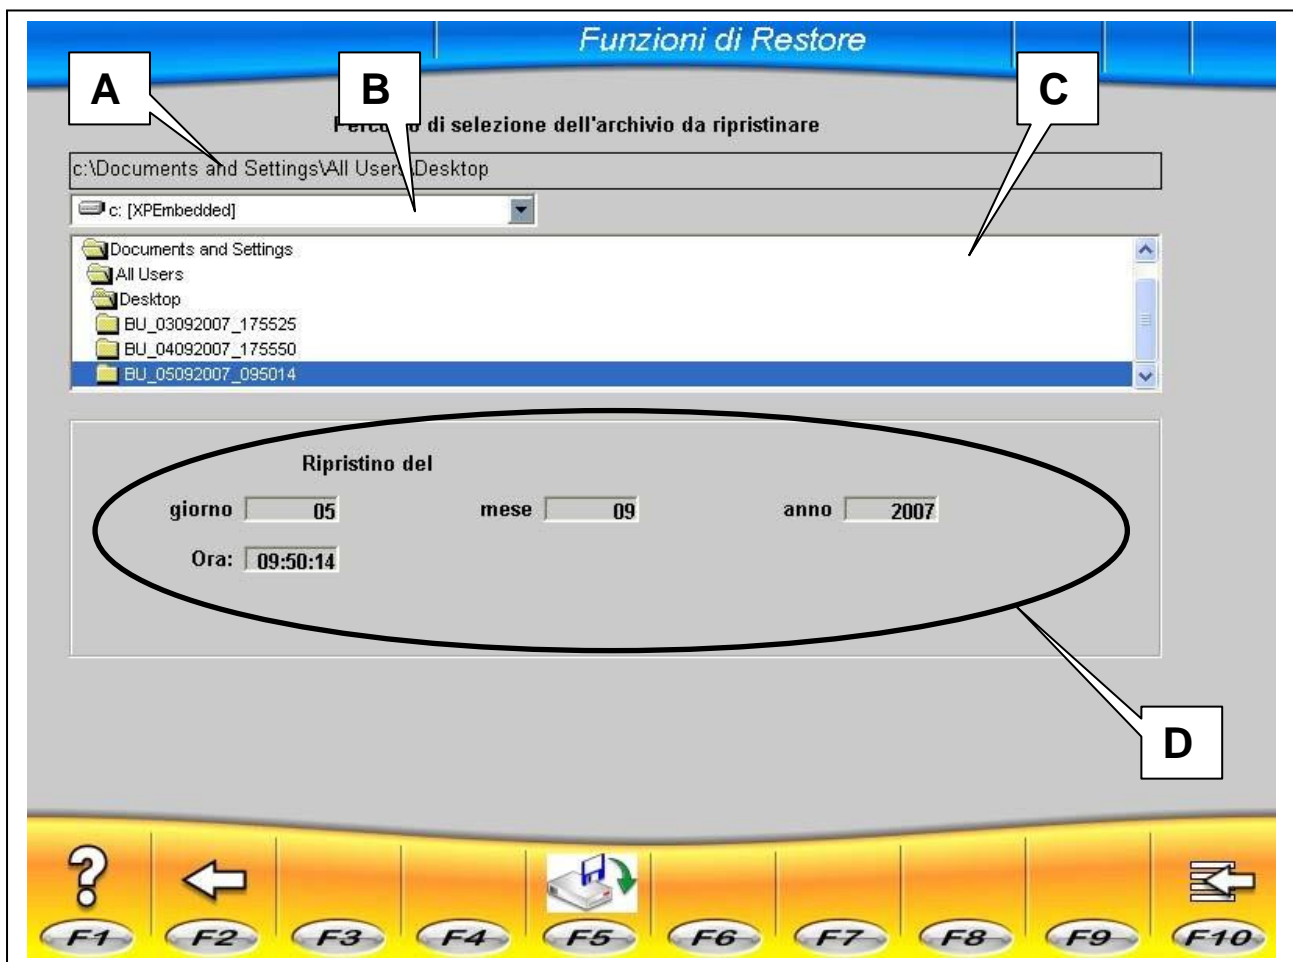 Funzioni di Restore
A
B
C
Percorso di selezione dell'archivio da ripristinare
c:\Documents and Settings\All Users\Desktop
c: [XPEmbedded]
Documents and Settings
All Users
Desktop
BU_03092007_175525
BU_04092007_175550
BU_05092007_095014
Ripristino del
giorno 05 mese 09 anno 2007
Ora: 09:50:14
D
?
F1 F2 F3 F4 F5 F6 F7 F8 F9 F10